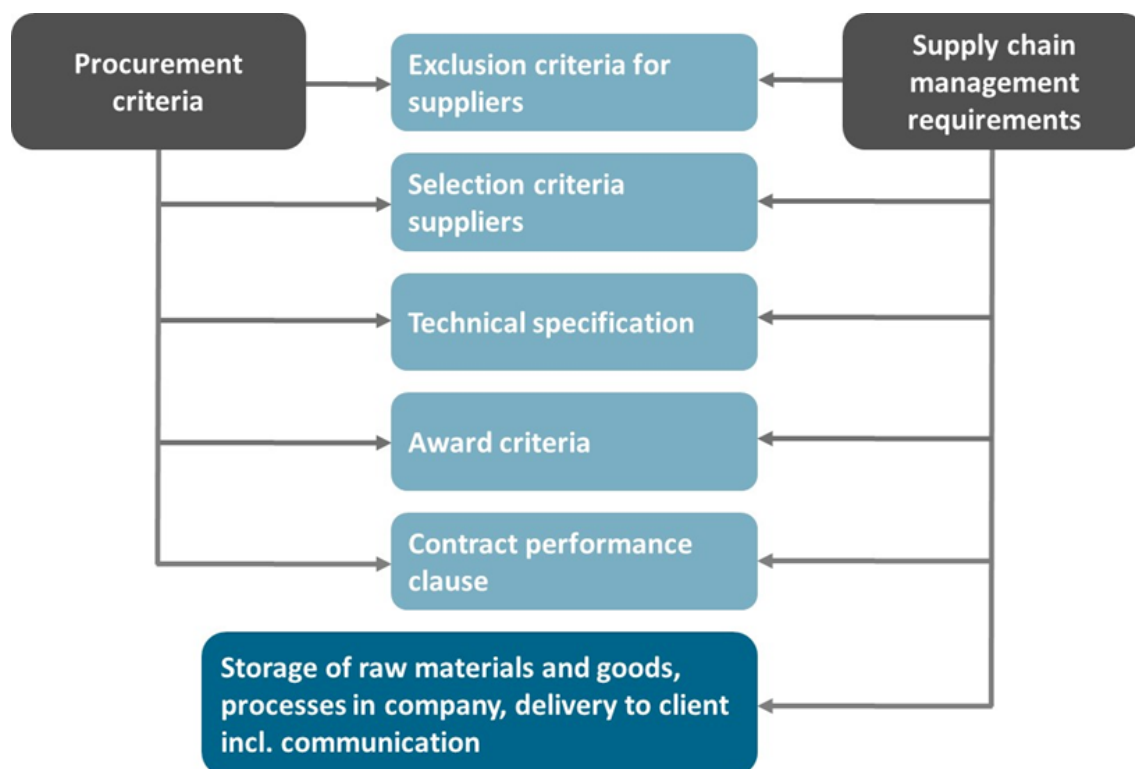 Procurement
criteria
Exclusion criteria for
suppliers
Supply chain
management
requirements
Selection criteria
suppliers
Technical specification
Award criteria
Contract performance
clause
Storage of raw materials and goods,
processes in company, delivery to client
incl. communication